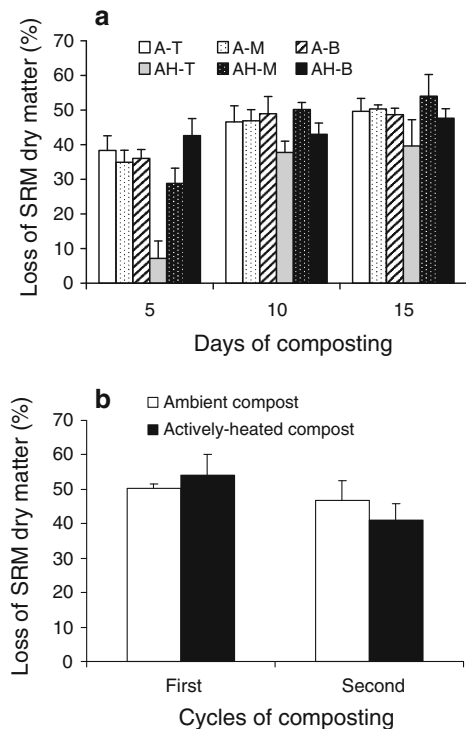 a
70
60
50
40
30
20
10
0
Loss of SRM dry matter (%)
A-T A-M A-B
AH-T AH-M AH-B
5 10 15
Days of composting
b
70
60
50
40
30
20
10
0
Loss of SRM dry matter (%)
Ambient compost
Actively-heated compost
First Second
Cycles of composting